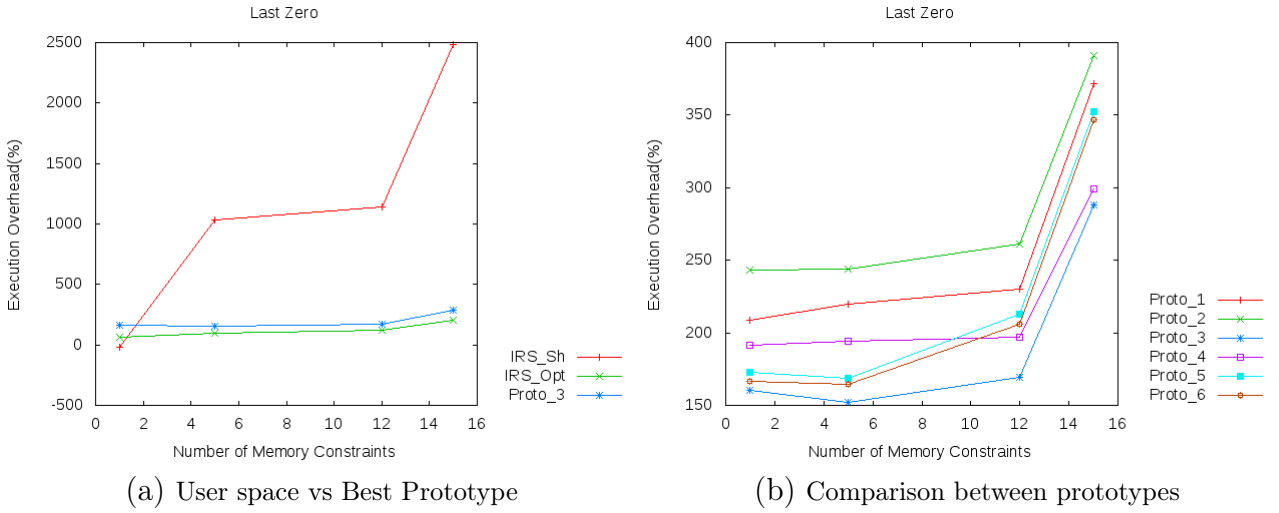 Last Zero
2500
2000
1500
1000
500
0
-500
0 2 4 6 8 10 12 14 16
Execution Overhead(%)
Number of Memory Constraints
IRS_Sh
IRS_Opt
Proto_3
(a) User space vs Best Prototype
Last Zero
400
350
300
250
200
150
0 2 4 6 8 10 12 14 16
Execution Overhead(%)
Number of Memory Constraints
Proto_1
Proto_2
Proto_3
Proto_4
Proto_5
Proto_6
(b) Comparison between prototypes